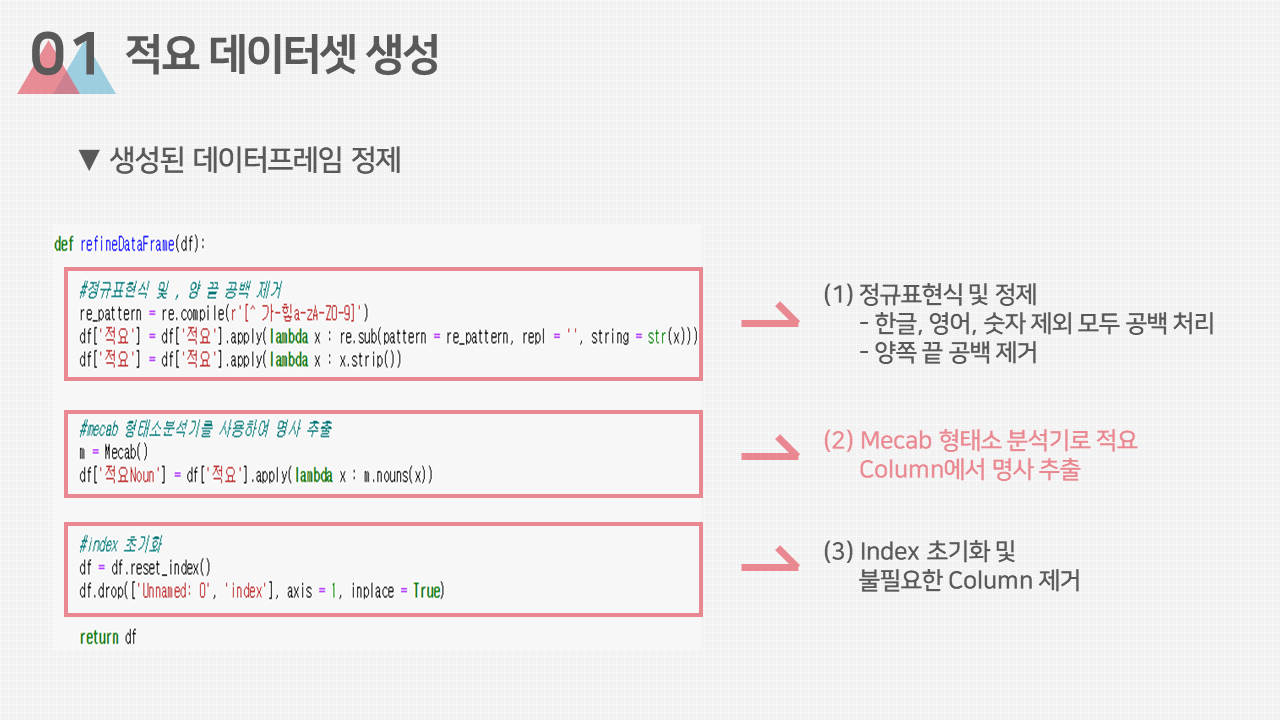 01 적요 데이터셋 생성
▼ 생성된 데이터프레임 정제
def refineDataFrame(df):
#정규표현식 및 , 양 끝 공백 제거
re_pattern = re.compile(r'[^ 가-힣a-zA-Z0-9]')
df['적요'] = df['적요'].apply(lambda x : re.sub(pattern = re_pattern, repl = '', string = str(x)))
df['적요'] = df['적요'].apply(lambda x : x.strip())
(1) 정규표현식 및 정제
- 한글, 영어, 숫자 제외 모두 공백 처리
- 양쪽 끝 공백 제거
#mecab 형태소분석기를 사용하여 명사 추출
m = Mecab()
df['적요Noun'] = df['적요'].apply(lambda x : m.nouns(x))
(2) Mecab 형태소 분석기로 적요
Column에서 명사 추출
#index 초기화
df = df.reset_index()
df.drop(['Unnamed: 0', 'index'], axis = 1, inplace = True)
(3) Index 초기화 및
불필요한 Column 제거
return df